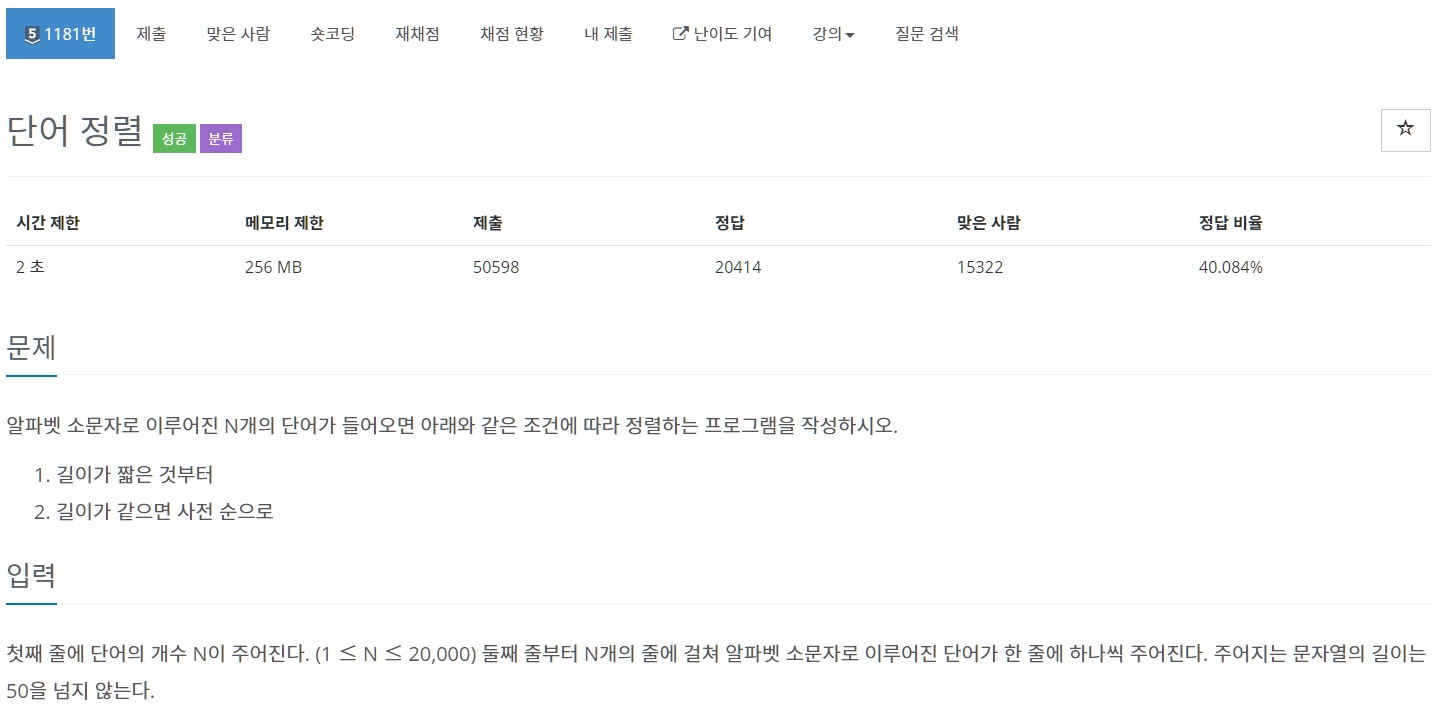 5 1181번 제출 맞은 사람 숏코딩 재채점 채점 현황 내 제출 난이도 기여 강의 질문 검색
단어 정렬 성공 분류
시간 제한 메모리 제한 제출 정답 맞은 사람 정답 비율
2 초 256 MB 50598 20414 15322 40.084%
문제
알파벳 소문자로 이루어진 N개의 단어가 들어오면 아래와 같은 조건에 따라 정렬하는 프로그램을 작성하시오.
1. 길이가 짧은 것부터
2. 길이가 같으면 사전 순으로
입력
첫째 줄에 단어의 개수 N이 주어진다. (1 ≤ N ≤ 20,000) 둘째 줄부터 N개의 줄에 걸쳐 알파벳 소문자로 이루어진 단어가 한 줄에 하나씩 주어진다. 주어지는 문자열의 길이는
50을 넘지 않는다.